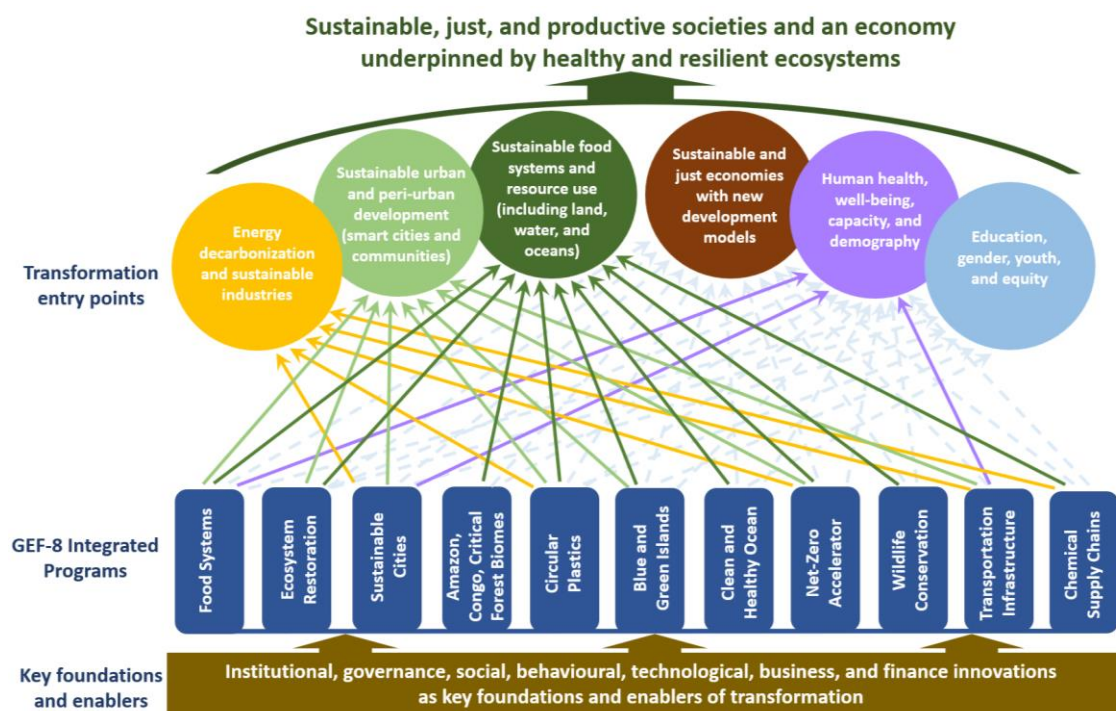 Sustainable, just, and productive societies and an economy
underpinned by healthy and resilient ecosystems
Transformation
entry points
Energy
decarbonization
and sustainable
industries
Sustainable urban
and peri-urban
development
(smart cities and
communities)
Sustainable food
systems and
resource use
(including land,
water, and
oceans)
Sustainable and
just economies
with new
development
models
Human health,
well-being,
capacity, and
demography
Education,
gender, youth,
and equity
GEF-8 Integrated
Programs
Food Systems
Ecosystem
Restoration
Sustainable
Cities
Amazon,
Congo, Critical
Forest Biomes
Circular
Plastics
Blue and
Green Islands
Clean and
Healthy Ocean
Net-Zero
Accelerator
Wildlife
Conservation
Transportation
Infrastructure
Chemical
Supply Chains
Key foundations
and enablers
Institutional, governance, social, behavioural, technological, business, and finance innovations
as key foundations and enablers of transformation